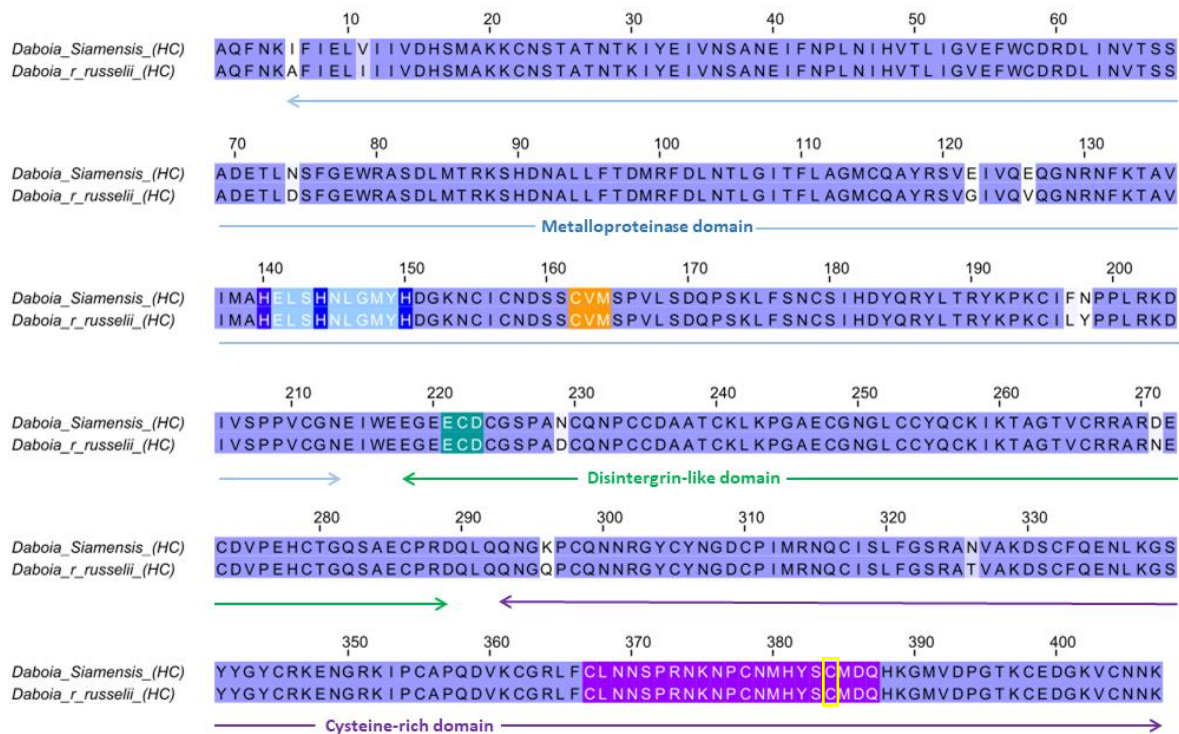 10 20 30 40 50 60
Daboia_Siamensis_(HC) AQFNKIFIELVIIVDHSMAKKCNSTATNTKIYEIVNSANEIFNPLNIHVTLIGVEFWCDRDLINVTSS
Daboia_r_russelii_(HC) AQFNKAFIELIIIVDHSMAKKCNSTATNTKIYEIVNSANEIFNPLNIHVTLIGVEFWCDRDLINVTSS
70 80 90 100 110 120 130
Daboia_Siamensis_(HC) ADETLNSFGEWRASDLMTRKSHDNALLFTDMRFDLNTLGITFLAGMCQAYRSVEIVQEQGNRNFKTAV
Daboia_r_russelii_(HC) ADETLDSFGEWRASDLMTRKSHDNALLFTDMRFDLNTLGITFLAGMCQAYRSVGIVQVQGNRNFKTAV
Metalloproteinase domain
140 150 160 170 180 190 200
Daboia_Siamensis_(HC) IMAHELSHNLGMYHDGKNCICNDSSCVMSPVLSDQPSKLFSNCSIHDYQRYLTRYKPKCIFNPPLRKD
Daboia_r_russelii_(HC) IMAHELSHNLGMYHDGKNCICNDSSCVMSPVLSDQPSKLFSNCSIHDYQRYLTRYKPKCILYPPLRKD
210 220 230 240 250 260 270
Daboia_Siamensis_(HC) IVSPPVCGNEIWEEGEECDCGSPANCQNPCCDAATCKLKPGAECGNGLCCYQCKIKTAGTVCRRARDE
Daboia_r_russelii_(HC) IVSPPVCGNEIWEEGEECDCGSPADCQNPCCDAATCKLKPGAECGNGLCCYQCKIKTAGTVCRRARNE
Disintergrin-like domain
280 290 300 310 320 330
Daboia_Siamensis_(HC) CDVPEHCTGQSAECPRDQLQQNGKPCQNNRGYCYNGDCPIMRNQCISLFGSRANVAKDSCFQENLKGS
Daboia_r_russelii_(HC) CDVPEHCTGQSAECPRDQLQQNGQPCQNNRGYCYNGDCPIMRNQCISLFGSRATVAKDSCFQENLKGS
350 360 370 380 390 400
Daboia_Siamensis_(HC) YYGYCRKENGRKIPCAPQDVKCGRLFCLNNSPRNKNPCNMHYSCMDQHKGMVDPGTKCEDGKVCNNK
Daboia_r_russelii_(HC) YYGYCRKENGRKIPCAPQDVKCGRLFCLNNSPRNKNPCNMHYSCMDQHKGMVDPGTKCEDGKVCNNK
Cysteine-rich domain